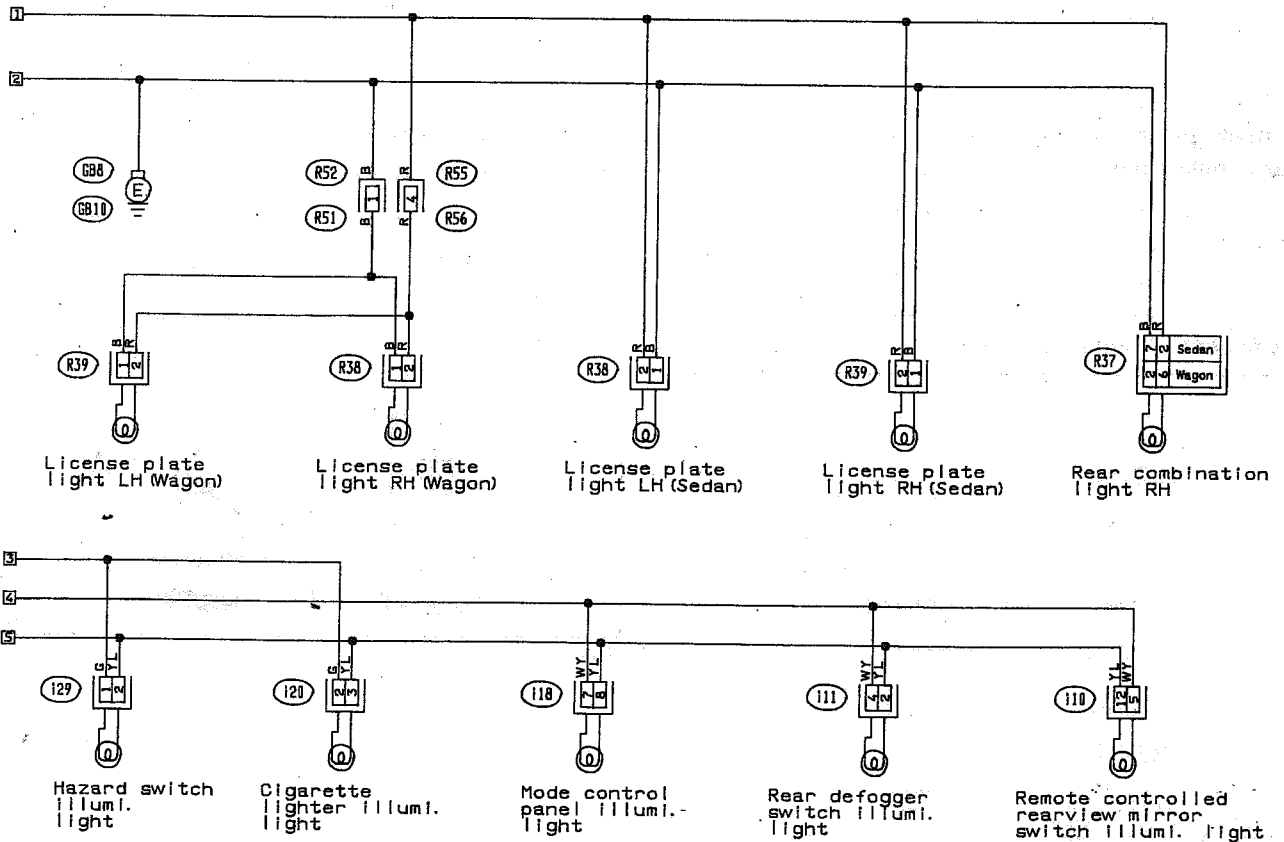 1
2
GB8
E
GB10
R52 B R R55
1 4
R51 B R R56
B R
R39 1 2
B R
R38 1 2
R B
R38 2 1
R B
R39 2 1
B R
R37 7 2 Sedan
2 6 Wagon
License plate
light LH (Wagon)
License plate
light RH (Wagon)
License plate
light LH (Sedan)
License plate
light RH (Sedan)
Rear combination
light RH
3
4
5
G YL
i29 1 2
G YL
i20 2 3
WY YL
i18 7 8
WY YL
i11 4 2
YL WY
i10 12 5
Hazard switch
illumi.
light
Cigarette
lighter illumi.
light
Mode control
panel illumi.
light
Rear defogger
switch illumi.
light
Remote controlled
rearview mirror
switch illumi. light